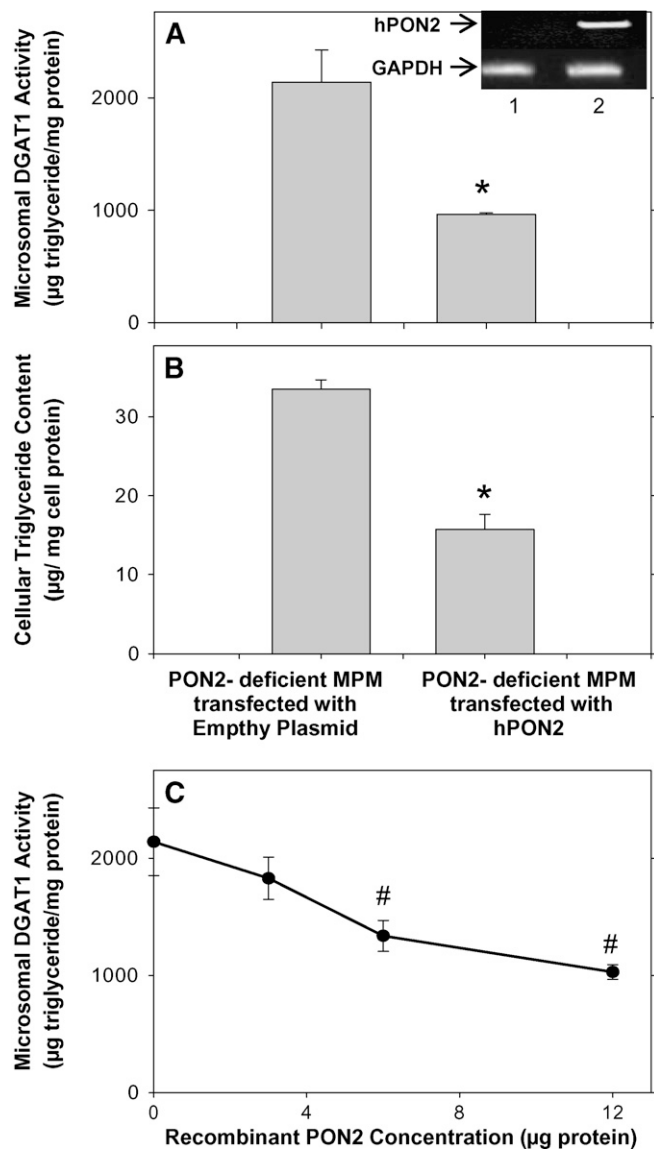 A
hPON2
GAPDH
1 2
Microsomal DGAT1 Activity
(µg triglyceride/mg protein)
2000
1000
0
*
B
Cellular Triglyceride Content
(µg/ mg cell protein)
30
20
10
0
*
PON2- deficient MPM
transfected with
Empthy Plasmid
PON2- deficient MPM
transfected with
hPON2
C
Microsomal DGAT1 Activity
(µg triglyceride/mg protein)
2000
1000
0
#
#
0 4 8 12
Recombinant PON2 Concentration (µg protein)